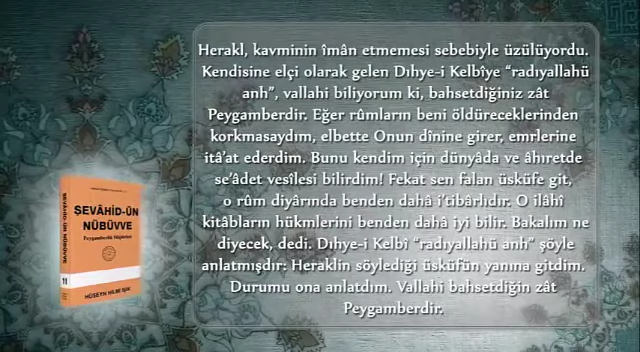 Herakl, kavminin îmân etmemesi sebebiyle üzülüyordu.
Kendisine elçi olarak gelen Dıhye-i Kelbîye “radıyallahü
anh”, vallahi biliyorum ki, bahsetdiğiniz zât
Peygamberdir. Eğer rûmların beni öldüreceklerinden
korkmasaydım, elbette Onun dînine girer, emrlerine
itâ'at ederdim. Bunu kendim için dünyâda ve âhretde
se'âdet vesîlesi bilirdim! Fekat sen falan üsküfe git,
o rûm diyârında benden dahâ i'tibârlıdır. O ilâhî
kitâbların hükmlerini benden dahâ iyi bilir. Bakalım ne
diyecek, dedi. Dıhye-i Kelbî “radıyallahü anh” şöyle
anlatmışdır: Heraklin söylediği üsküfün yanına gitdim.
Durumu ona anlatdım. Vallahi bahsetdiğin zât
Peygamberdir.
ŞEVÂHİD-ÜN
NÜBÜVVE
Peygamberlik Müjdeleri
HÜSEYN HİLMİ IŞIK
ŞEVÂHİD-ÜN NÜBÜVVE
11